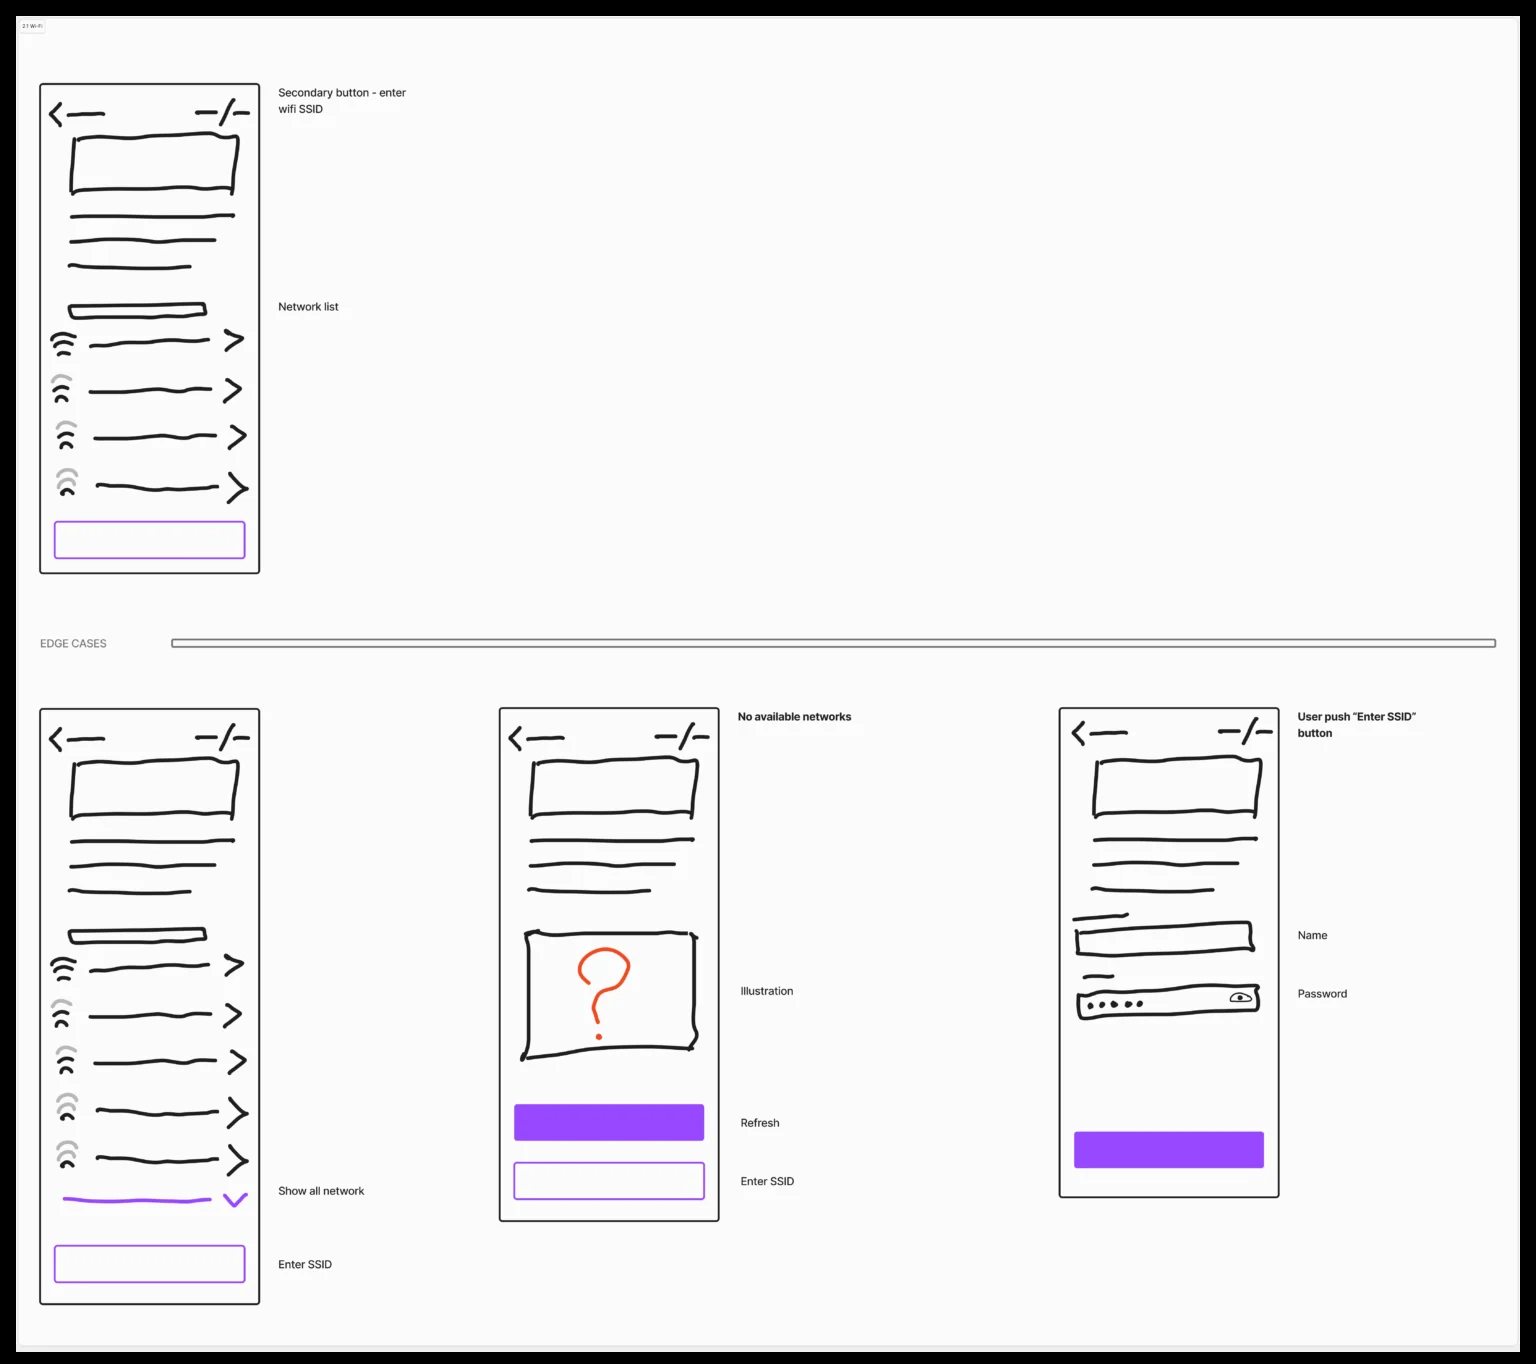 2.1 Wi-Fi
Secondary button - enter
wifi SSID
Network list
EDGE CASES
Show all network
Enter SSID
No available networks
Illustration
Refresh
Enter SSID
User push “Enter SSID”
button
Name
Password